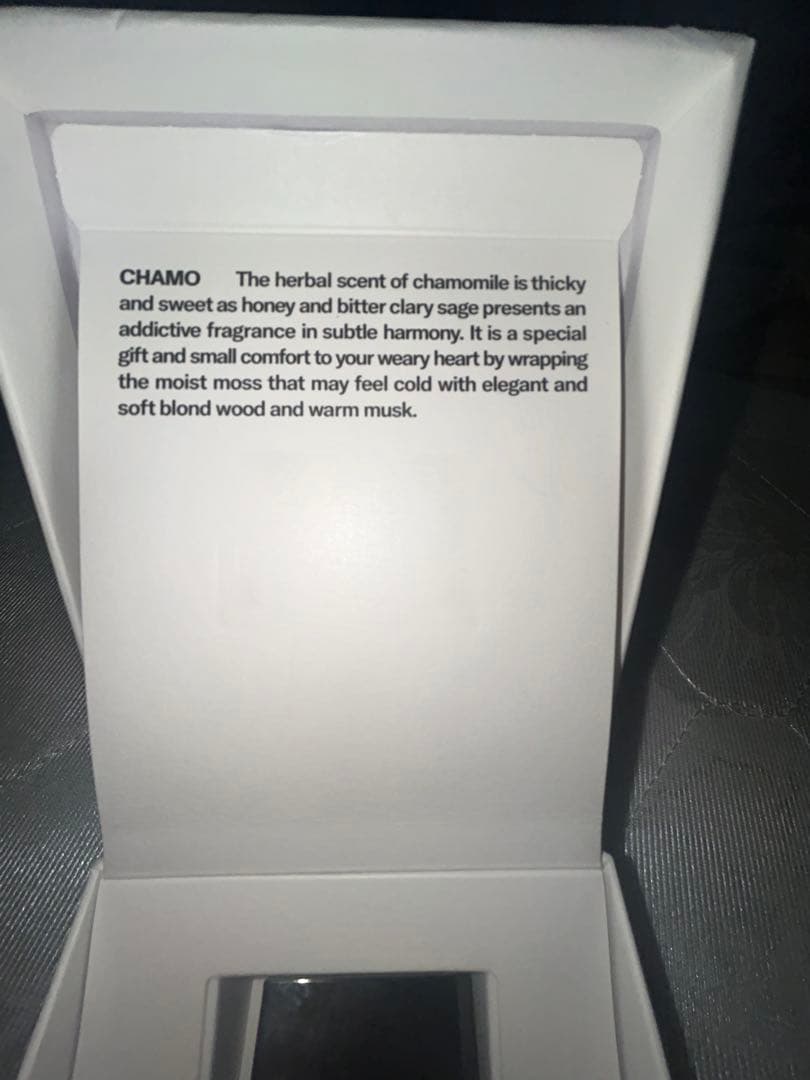 CHAMO The herbal scent of chamomile is thicky
and sweet as honey and bitter clary sage presents an
addictive fragrance in subtle harmony. It is a special
gift and small comfort to your weary heart by wrapping
the moist moss that may feel cold with elegant and
soft blond wood and warm musk.